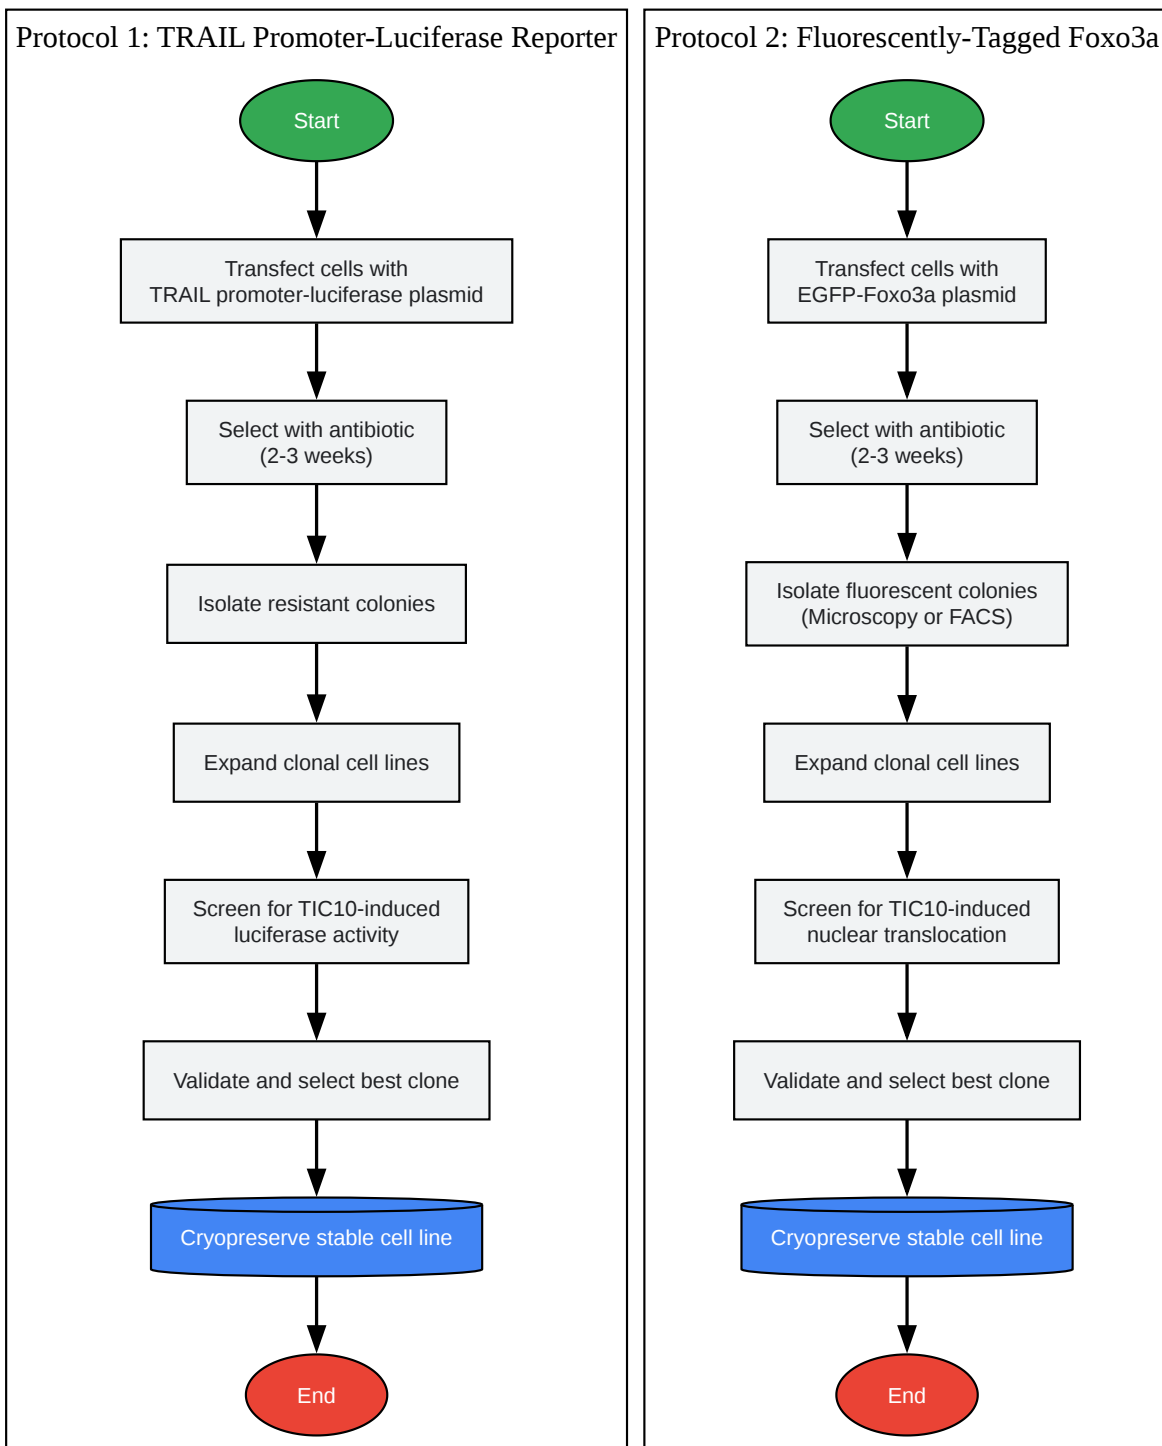 Protocol 1: TRAIL Promoter-Luciferase Reporter
Start
Transfect cells with
TRAIL promoter-luciferase plasmid
Select with antibiotic
(2-3 weeks)
Isolate resistant colonies
Expand clonal cell lines
Screen for TIC10-induced
luciferase activity
Validate and select best clone
Cryopreserve stable cell line
End
Protocol 2: Fluorescently-Tagged Foxo3a
Start
Transfect cells with
EGFP-Foxo3a plasmid
Select with antibiotic
(2-3 weeks)
Isolate fluorescent colonies
(Microscopy or FACS)
Expand clonal cell lines
Screen for TIC10-induced
nuclear translocation
Validate and select best clone
Cryopreserve stable cell line
End